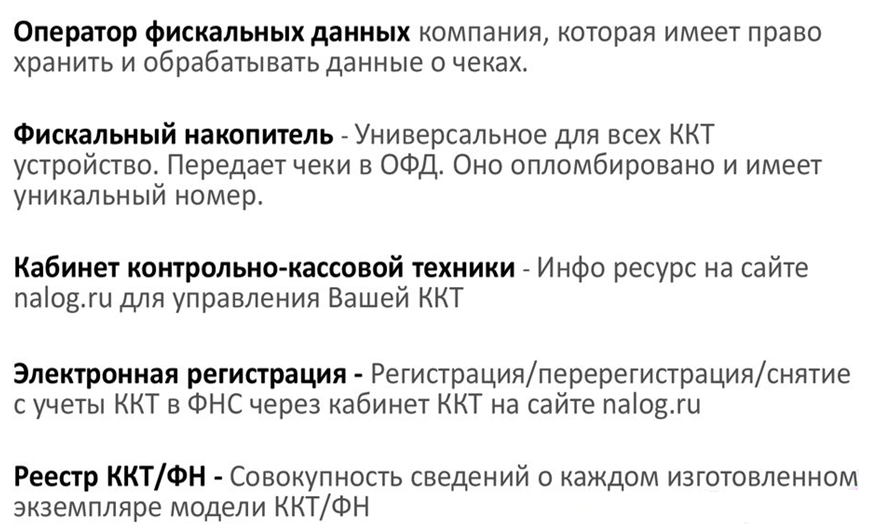 Оператор фискальных данных компания, которая имеет право
хранить и обрабатывать данные о чеках.
Фискальный накопитель - Универсальное для всех ККТ
устройство. Передает чеки в ОФД. Оно опломбировано и имеет
уникальный номер.
Кабинет контрольно-кассовой техники - Инфо ресурс на сайте
nalog.ru для управления Вашей ККТ
Электронная регистрация - Регистрация/перерегистрация/снятие
с учеты ККТ в ФНС через кабинет ККТ на сайте nalog.ru
Реестр ККТ/ФН - Совокупность сведений о каждом изготовленном
экземпляре модели ККТ/ФН